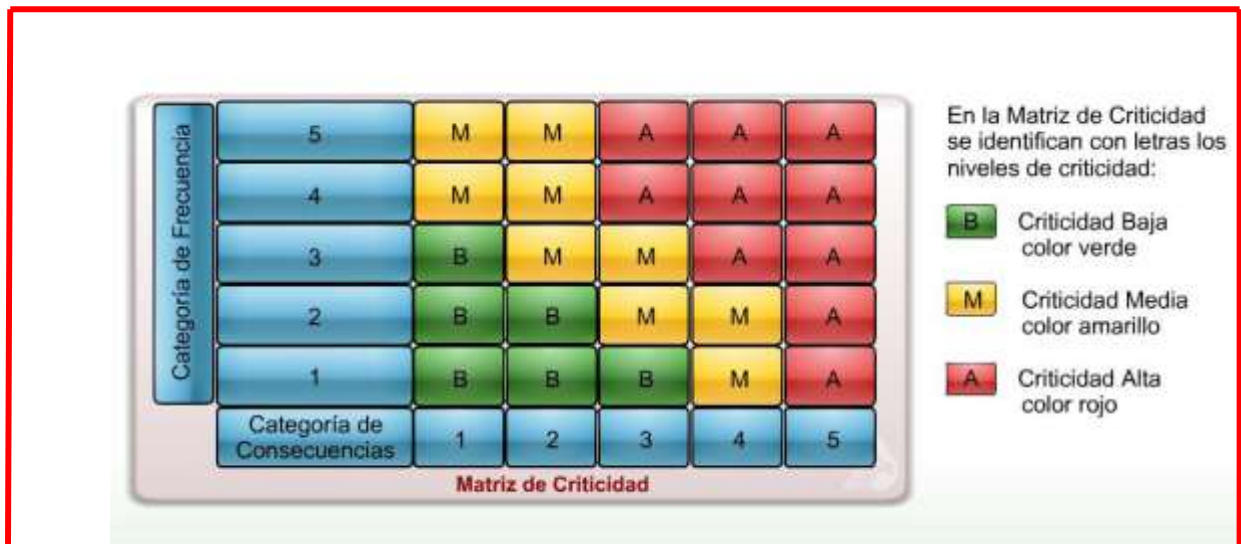 Categoría de Frecuencia
5 M M A A A
4 M M A A A
3 B M M A A
2 B B M M A
1 B B B M A
Categoría de
Consecuencias
1 2 3 4 5
Matriz de Criticidad
En la Matriz de Criticidad
se identifican con letras los
niveles de criticidad:
B Criticidad Baja
color verde
M Criticidad Media
color amarillo
A Criticidad Alta
color rojo